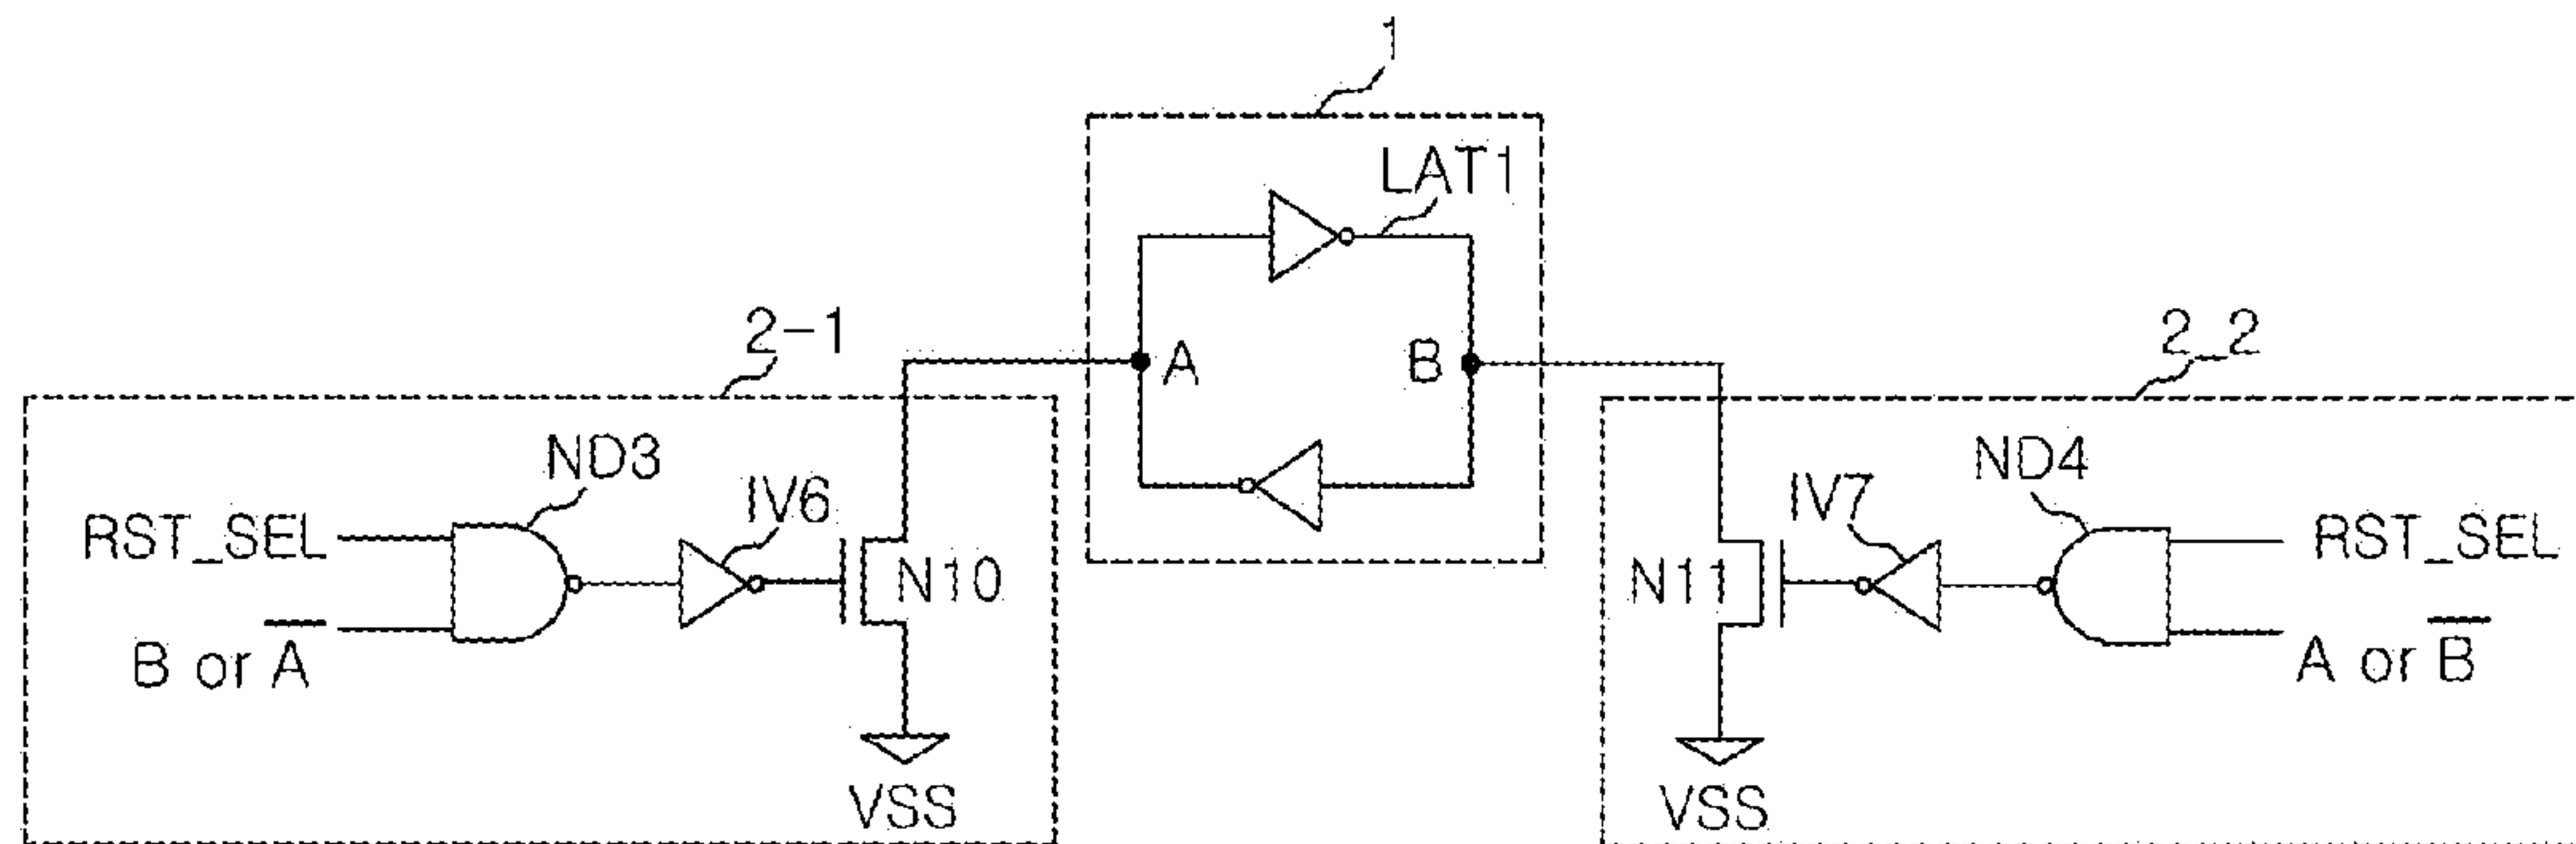 1
LAT1
2-1
A
B
2_2
ND3
IV6
ND4
IV7
RST_SEL
N10
N11
RST_SEL
B or A̅
A or B̅
VSS
VSS